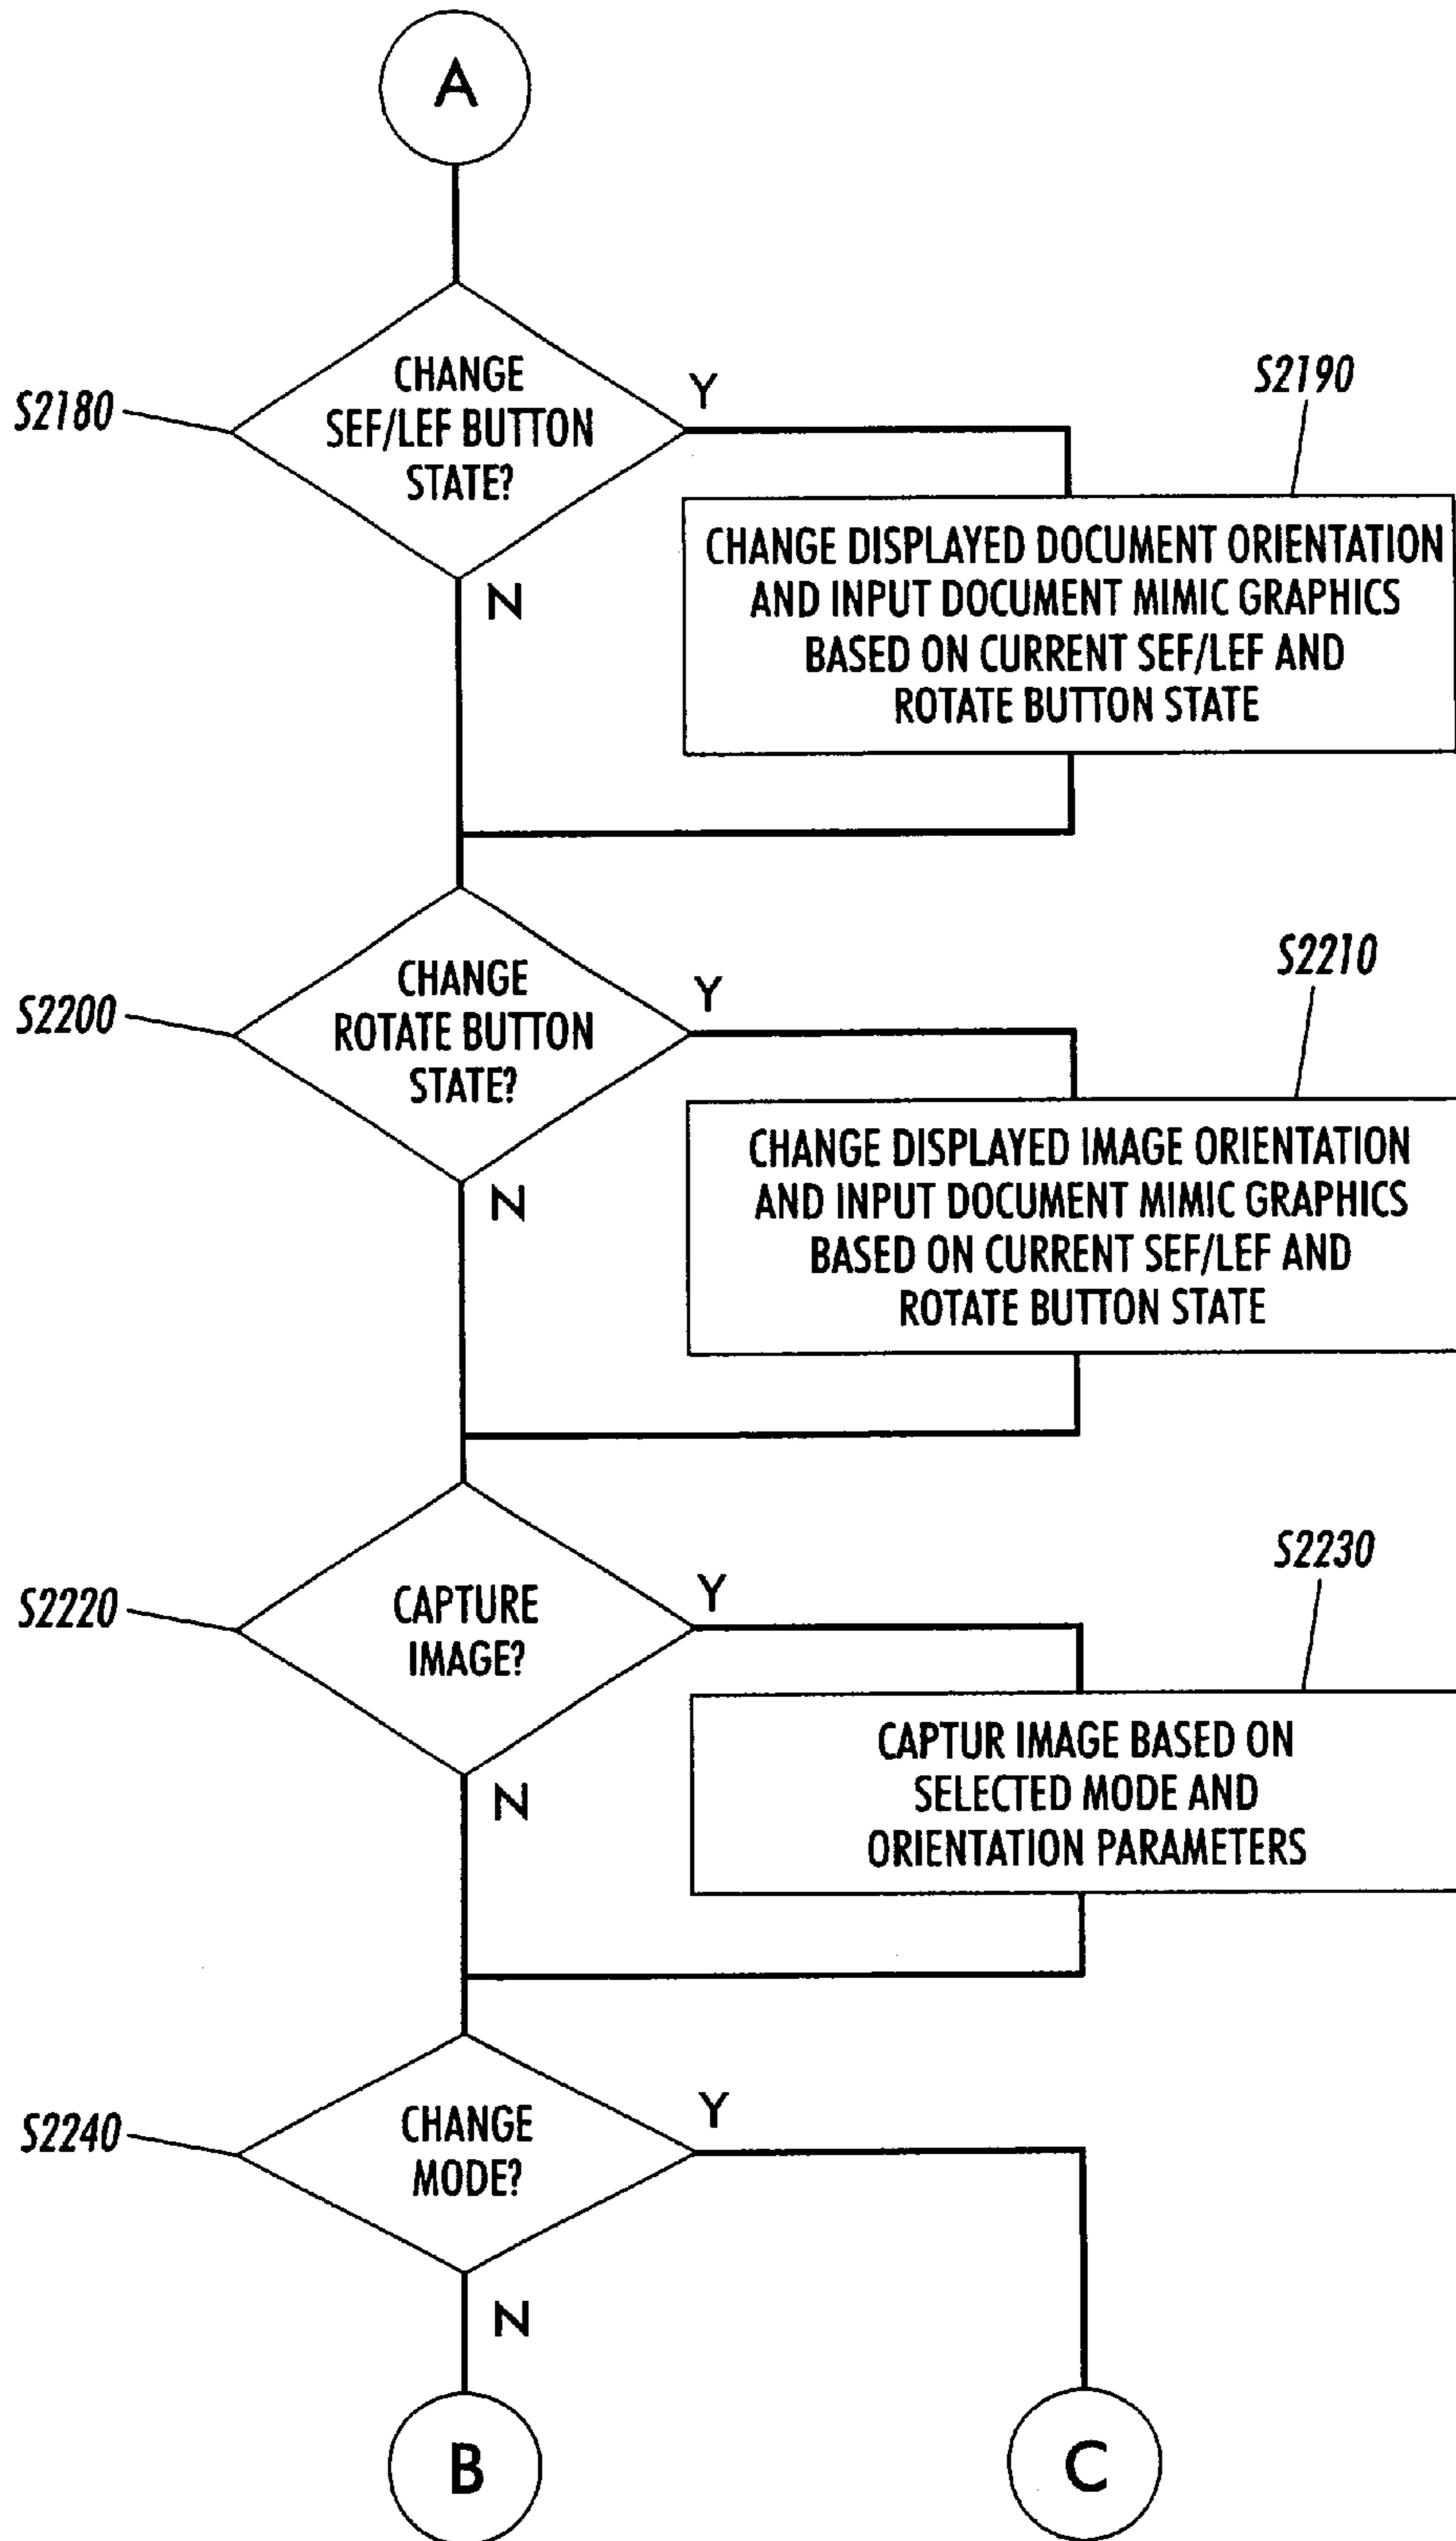 A
S2180
CHANGE
SEF/LEF BUTTON
STATE?
Y
N
S2190
CHANGE DISPLAYED DOCUMENT ORIENTATION
AND INPUT DOCUMENT MIMIC GRAPHICS
BASED ON CURRENT SEF/LEF AND
ROTATE BUTTON STATE
S2200
CHANGE
ROTATE BUTTON
STATE?
Y
N
S2210
CHANGE DISPLAYED IMAGE ORIENTATION
AND INPUT DOCUMENT MIMIC GRAPHICS
BASED ON CURRENT SEF/LEF AND
ROTATE BUTTON STATE
S2220
CAPTURE
IMAGE?
Y
N
S2230
CAPTUR IMAGE BASED ON
SELECTED MODE AND
ORIENTATION PARAMETERS
S2240
CHANGE
MODE?
Y
N
B
C